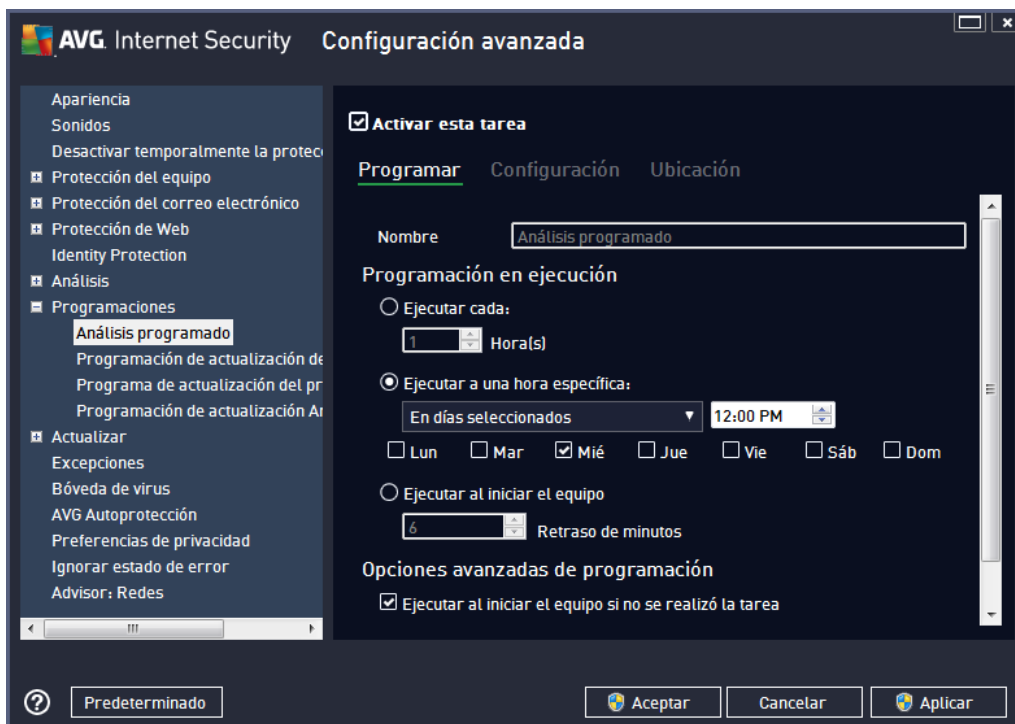 AVG. Internet Security Configuración avanzada
Apariencia
Sonidos
Desactivar temporalmente la protec
Protección del equipo
Protección del correo electrónico
Protección de Web
Identity Protection
Análisis
Programaciones
Análisis programado
Programación de actualización de
Programa de actualización del pr
Programación de actualización An
Actualizar
Excepciones
Bóveda de virus
AVG Autoprotección
Preferencias de privacidad
Ignorar estado de error
Advisor: Redes
Activar esta tarea
Programar Configuración Ubicación
Nombre Análisis programado
Programación en ejecución
Ejecutar cada:
1 Hora(s)
Ejecutar a una hora específica:
En días seleccionados 12:00 PM
Lun Mar Mié Jue Vie Sáb Dom
Ejecutar al iniciar el equipo
6 Retraso de minutos
Opciones avanzadas de programación
Ejecutar al iniciar el equipo si no se realizó la tarea
? Predeterminado Aceptar Cancelar Aplicar